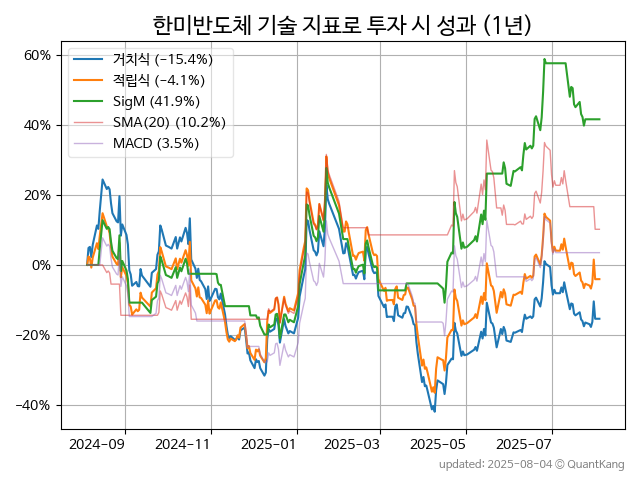 한미반도체 기술 지표로 투자 시 성과 (1년)
거치식 (−15.4%)
적립식 (−4.1%)
SigM (41.9%)
SMA(20) (10.2%)
MACD (3.5%)
60%
40%
20%
0%
−20%
−40%
2024-09
2024-11
2025-01
2025-03
2025-05
2025-07
updated: 2025-08-04 © QuantKang